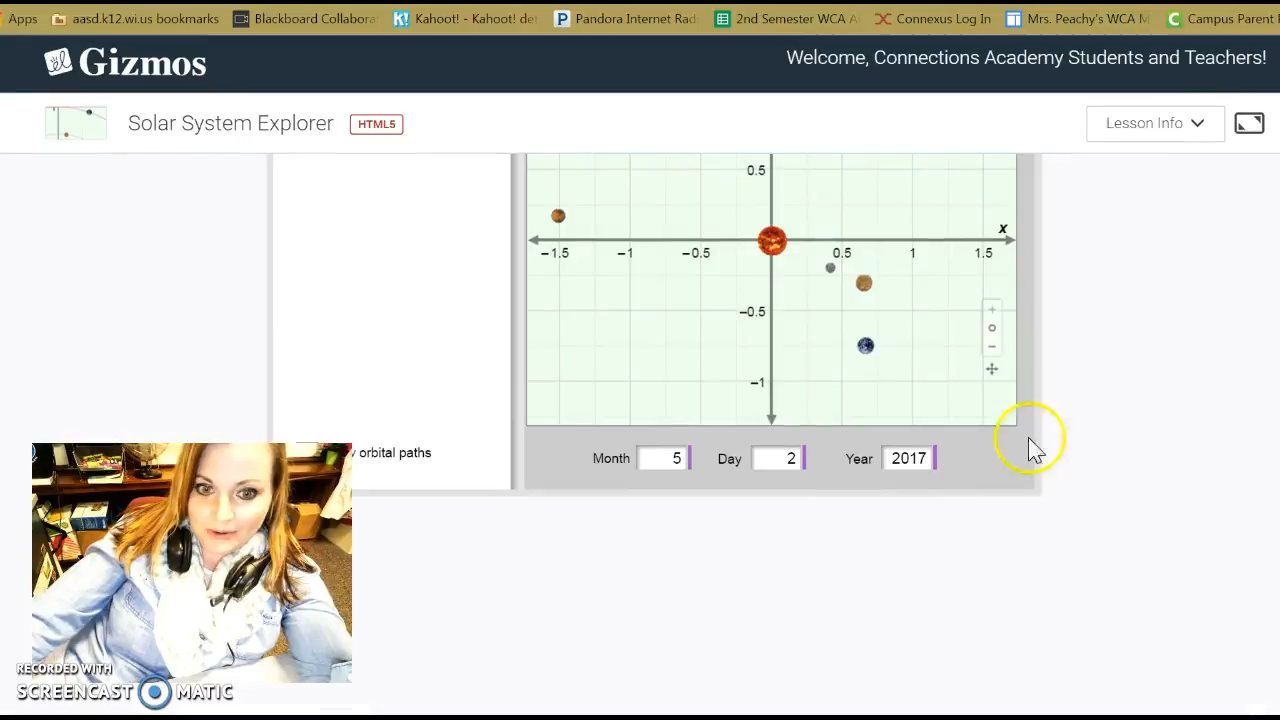 Apps aasd.k12.wi.us bookmarks Blackboard Collabora Kahoot! - Kahoot! de Pandora Internet Rad 2nd Semester WCA A Connexus Log In Mrs. Peachy's WCA M Campus Parent P
Gizmos
Welcome, Connections Academy Students and Teachers!
Solar System Explorer HTML5
Lesson Info
0.5
x
−1.5 −1 −0.5 0.5 1 1.5
−0.5
−1
y orbital paths
Month 5 Day 2 Year 2017
RECORDED WITH
SCREENCAST MATIC